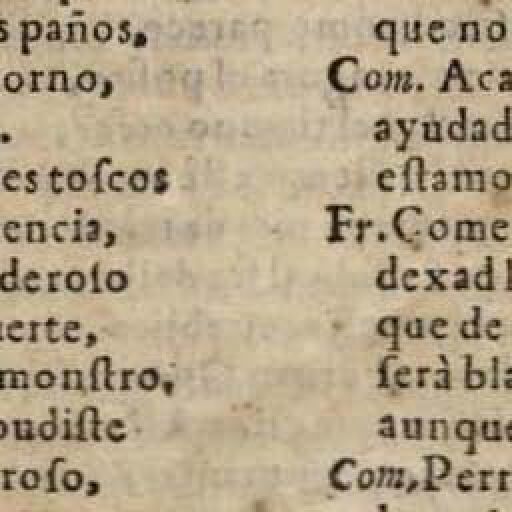 s paños.
orno,
.
es toſcos
encia,
deroſo
uerte,
monſtro,
pudiſte
roſo,
que no
Com. Aca
ayudad
eſtamo
Fr. Come
dexad
que de
ſerà bla
aunque
Com, Perr